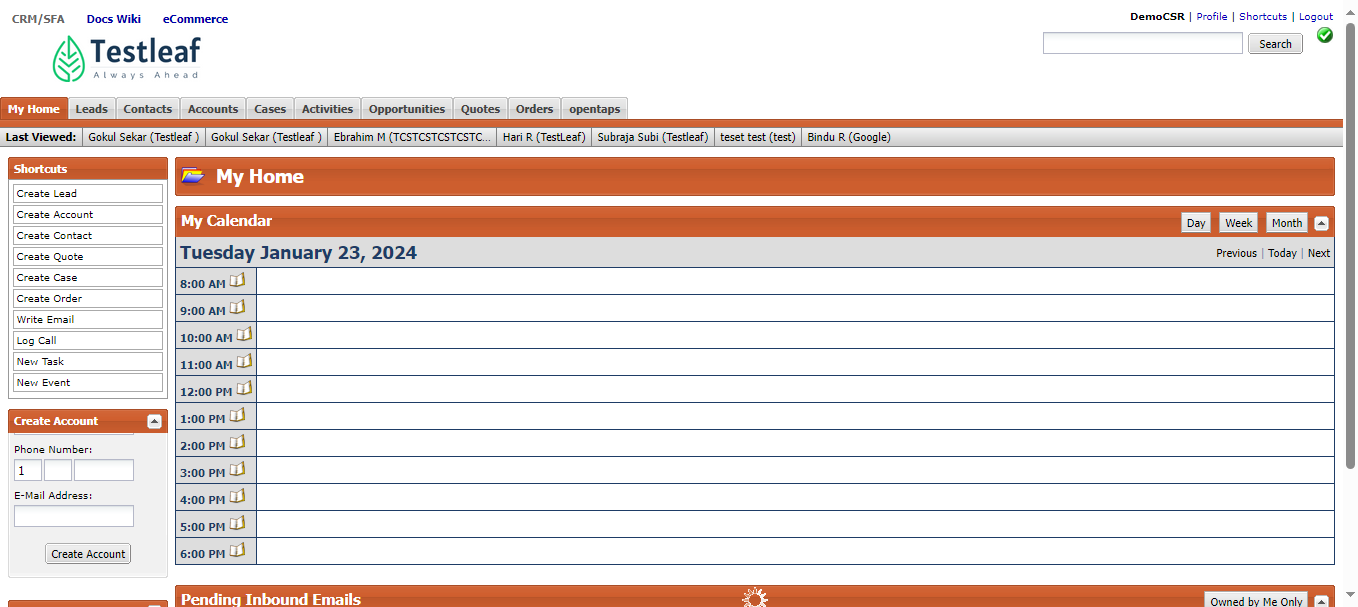 CRM/SFA Docs Wiki eCommerce
DemoCSR | Profile | Shortcuts | Logout
Testleaf
Always Ahead
Search
My Home Leads Contacts Accounts Cases Activities Opportunities Quotes Orders opentaps
Last Viewed: Gokul Sekar (Testleaf ) Gokul Sekar (Testleaf ) Ebrahim M (TCSTCSTCSTCSTC... Hari R (TestLeaf) Subraja Subi (Testleaf) teset test (test) Bindu R (Google)
Shortcuts
Create Lead
Create Account
Create Contact
Create Quote
Create Case
Create Order
Write Email
Log Call
New Task
New Event
Create Account
Phone Number:
1
E-Mail Address:
Create Account
My Home
My Calendar Day Week Month
Tuesday January 23, 2024 Previous | Today | Next
8:00 AM
9:00 AM
10:00 AM
11:00 AM
12:00 PM
1:00 PM
2:00 PM
3:00 PM
4:00 PM
5:00 PM
6:00 PM
Pending Inbound Emails Owned by Me Only